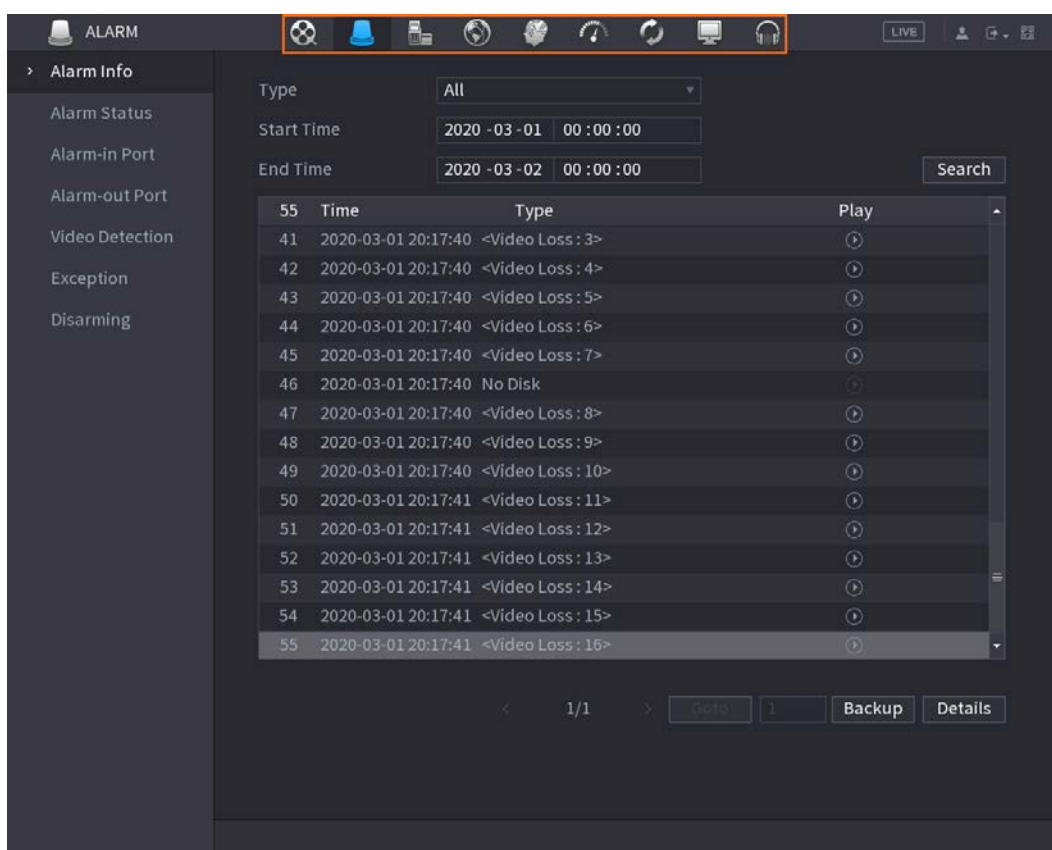 ALARM LIVE
Alarm Info
Alarm Status
Alarm-in Port
Alarm-out Port
Video Detection
Exception
Disarming
Type All
Start Time 2020 -03 -01 00 :00 :00
End Time 2020 -03 -02 00 :00 :00 Search
55 Time Type Play
41 2020-03-01 20:17:40 <Video Loss : 3>
42 2020-03-01 20:17:40 <Video Loss : 4>
43 2020-03-01 20:17:40 <Video Loss : 5>
44 2020-03-01 20:17:40 <Video Loss : 6>
45 2020-03-01 20:17:40 <Video Loss : 7>
46 2020-03-01 20:17:40 No Disk
47 2020-03-01 20:17:40 <Video Loss : 8>
48 2020-03-01 20:17:40 <Video Loss : 9>
49 2020-03-01 20:17:40 <Video Loss : 10>
50 2020-03-01 20:17:41 <Video Loss : 11>
51 2020-03-01 20:17:41 <Video Loss : 12>
52 2020-03-01 20:17:41 <Video Loss : 13>
53 2020-03-01 20:17:41 <Video Loss : 14>
54 2020-03-01 20:17:41 <Video Loss : 15>
55 2020-03-01 20:17:41 <Video Loss : 16>
< 1/1 > Goto 1 Backup Details